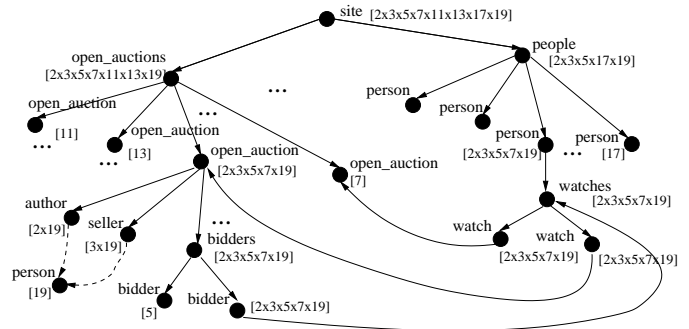 site [2x3x5x7x11x13x17x19]
open_auctions
[2x3x5x7x11x13x19]
people
[2x3x5x17x19]
...
...
...
open_auction
[11]
...
open_auction
[13]
...
open_auction
[2x3x5x7x19]
open_auction
[7]
person
person
person
[2x3x5x7x19]
...
person
[17]
watches
[2x3x5x7x19]
author
[2x19]
seller
[3x19]
...
bidders
[2x3x5x7x19]
watch
[2x3x5x7x19]
watch
[2x3x5x7x19]
person
[19]
bidder
[5]
bidder
[2x3x5x7x19]